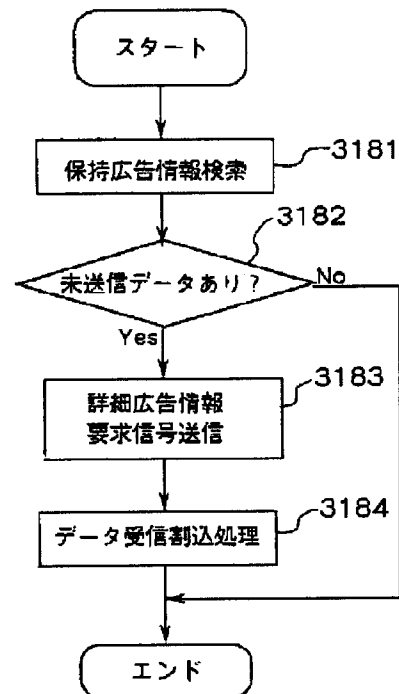 スタート
保持広告情報検索
3181
3182
未送信データあり？
No
Yes
詳細広告情報
要求信号送信
3183
データ受信割込処理
3184
エンド